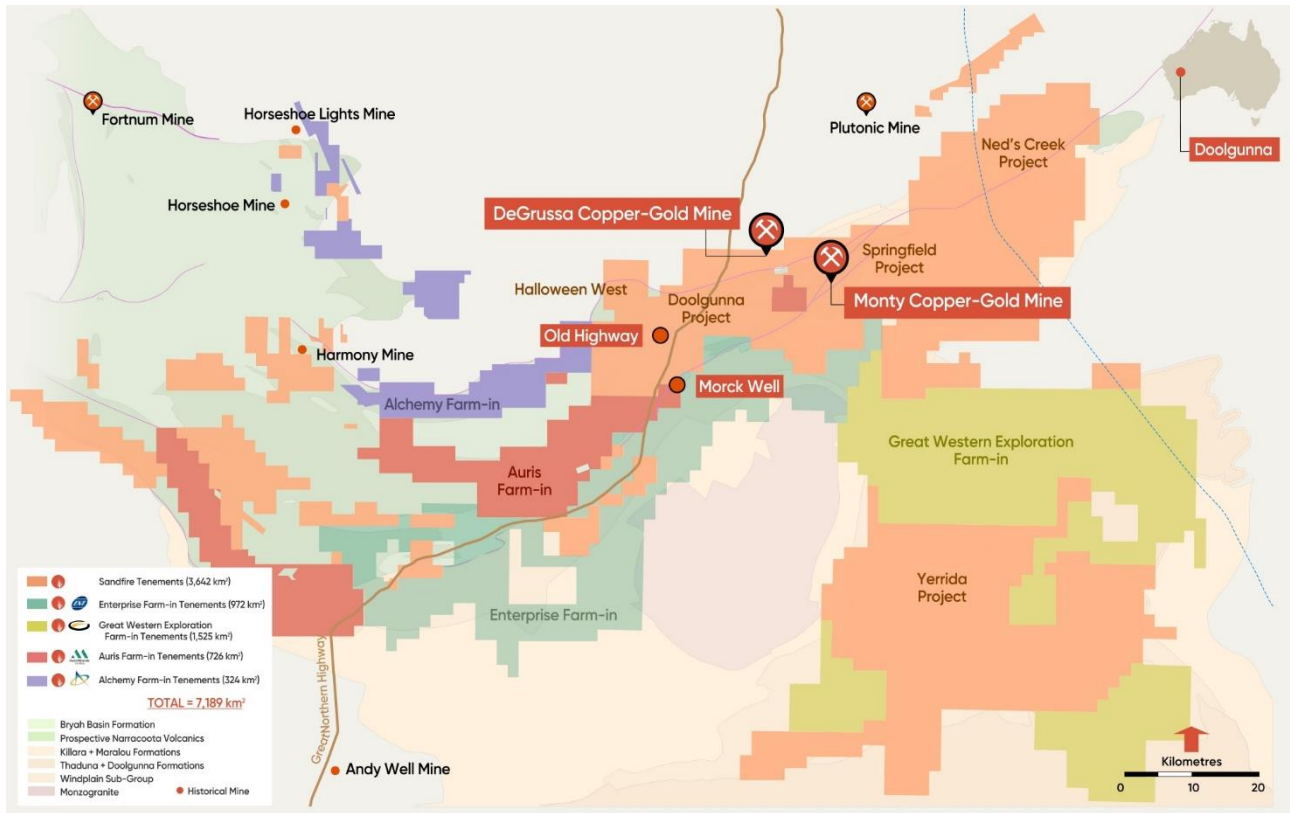 Fortnum Mine
Horseshoe Lights Mine
Horseshoe Mine
Plutonic Mine
Ned's Creek
Project
Doolgunna
DeGrussa Copper-Gold Mine
Springfield
Project
Monty Copper-Gold Mine
Halloween West
Doolgunna
Project
Old Highway
Harmony Mine
Morck Well
Alchemy Farm-in
Great Western Exploration
Farm-in
Auris
Farm-in
Yerrida
Project
Enterprise Farm-in
GreatNorthern Highway
Andy Well Mine
Sandfire Tenements (3,642 km²)
Enterprise Farm-in Tenements (972 km²)
Great Western Exploration
Farm-in Tenements (1,525 km²)
Auris Farm-in Tenements (726 km²)
Alchemy Farm-in Tenements (324 km²)
TOTAL = 7,189 km²
Bryah Basin Formation
Prospective Narracoota Volcanics
Killara + Maralou Formations
Thaduna + Doolgunna Formations
Windplain Sub-Group
Monzogranite
Historical Mine
Kilometres
0 10 20